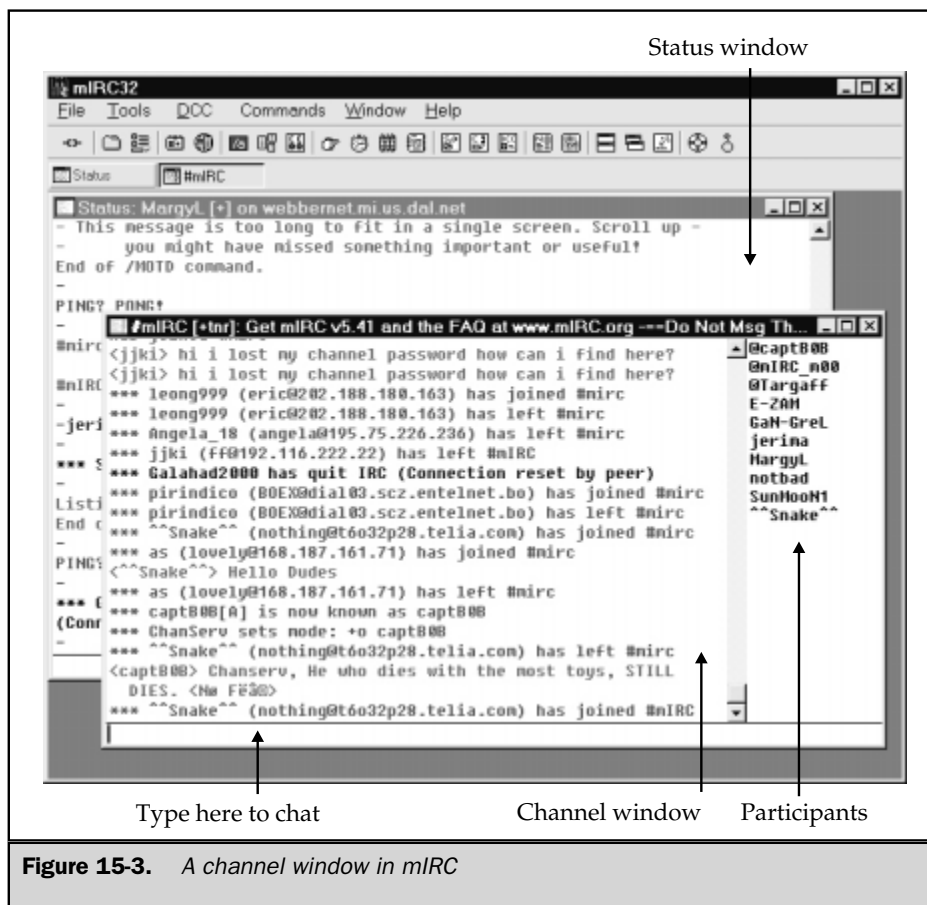 Status window
mIRC32
File Tools DCC Commands Window Help
Status #mIRC
Status: MargyL [+] on webbernet.mi.us.dal.net
- This message is too long to fit in a single screen. Scroll up -
- you might have missed something important or useful!
End of /MOTD command.
-
PING? PONG!
-
#mirc
-
#mIRC
-
-jeri
-
*** S
-
Listi
End o
-
PING?
-
***
(Conn
-
#mIRC [+tnr]: Get mIRC v5.41 and the FAQ at www.mIRC.org -==Do Not Msg Th...
<jjki> hi i lost my channel password how can i find here?
<jjki> hi i lost my channel password how can i find here?
*** leong999 (eric@202.188.180.163) has joined #mirc
*** leong999 (eric@202.188.180.163) has left #mirc
*** Angela_18 (angela@195.75.226.236) has left #mirc
*** jjki (ff@192.116.222.22) has left #mIRC
*** Galahad2000 has quit IRC (Connection reset by peer)
*** pirindico (BOEX@dial03.scz.entelnet.bo) has joined #mirc
*** pirindico (BOEX@dial03.scz.entelnet.bo) has left #mirc
*** ^^Snake^^ (nothing@t6o32p28.telia.com) has joined #mirc
*** as (lovely@168.187.161.71) has joined #mirc
<^^Snake^^> Hello Dudes
*** as (lovely@168.187.161.71) has left #mirc
*** captB0B[A] is now known as captB0B
*** ChanServ sets mode: +o captB0B
*** ^^Snake^^ (nothing@t6o32p28.telia.com) has left #mirc
<captB0B> Chanserv, He who dies with the most toys, STILL
DIES. <Nø
*** ^^Snake^^ (nothing@t6o32p28.telia.com) has joined #mIRC
@captB0B
@mIRC_m00
@Targaff
E-ZAM
GaN-GreL
jerima
MargyL
notbad
SunMooN1
^^Snake^^
Type here to chat
Channel window
Participants
Figure 15-3. A channel window in mIRC